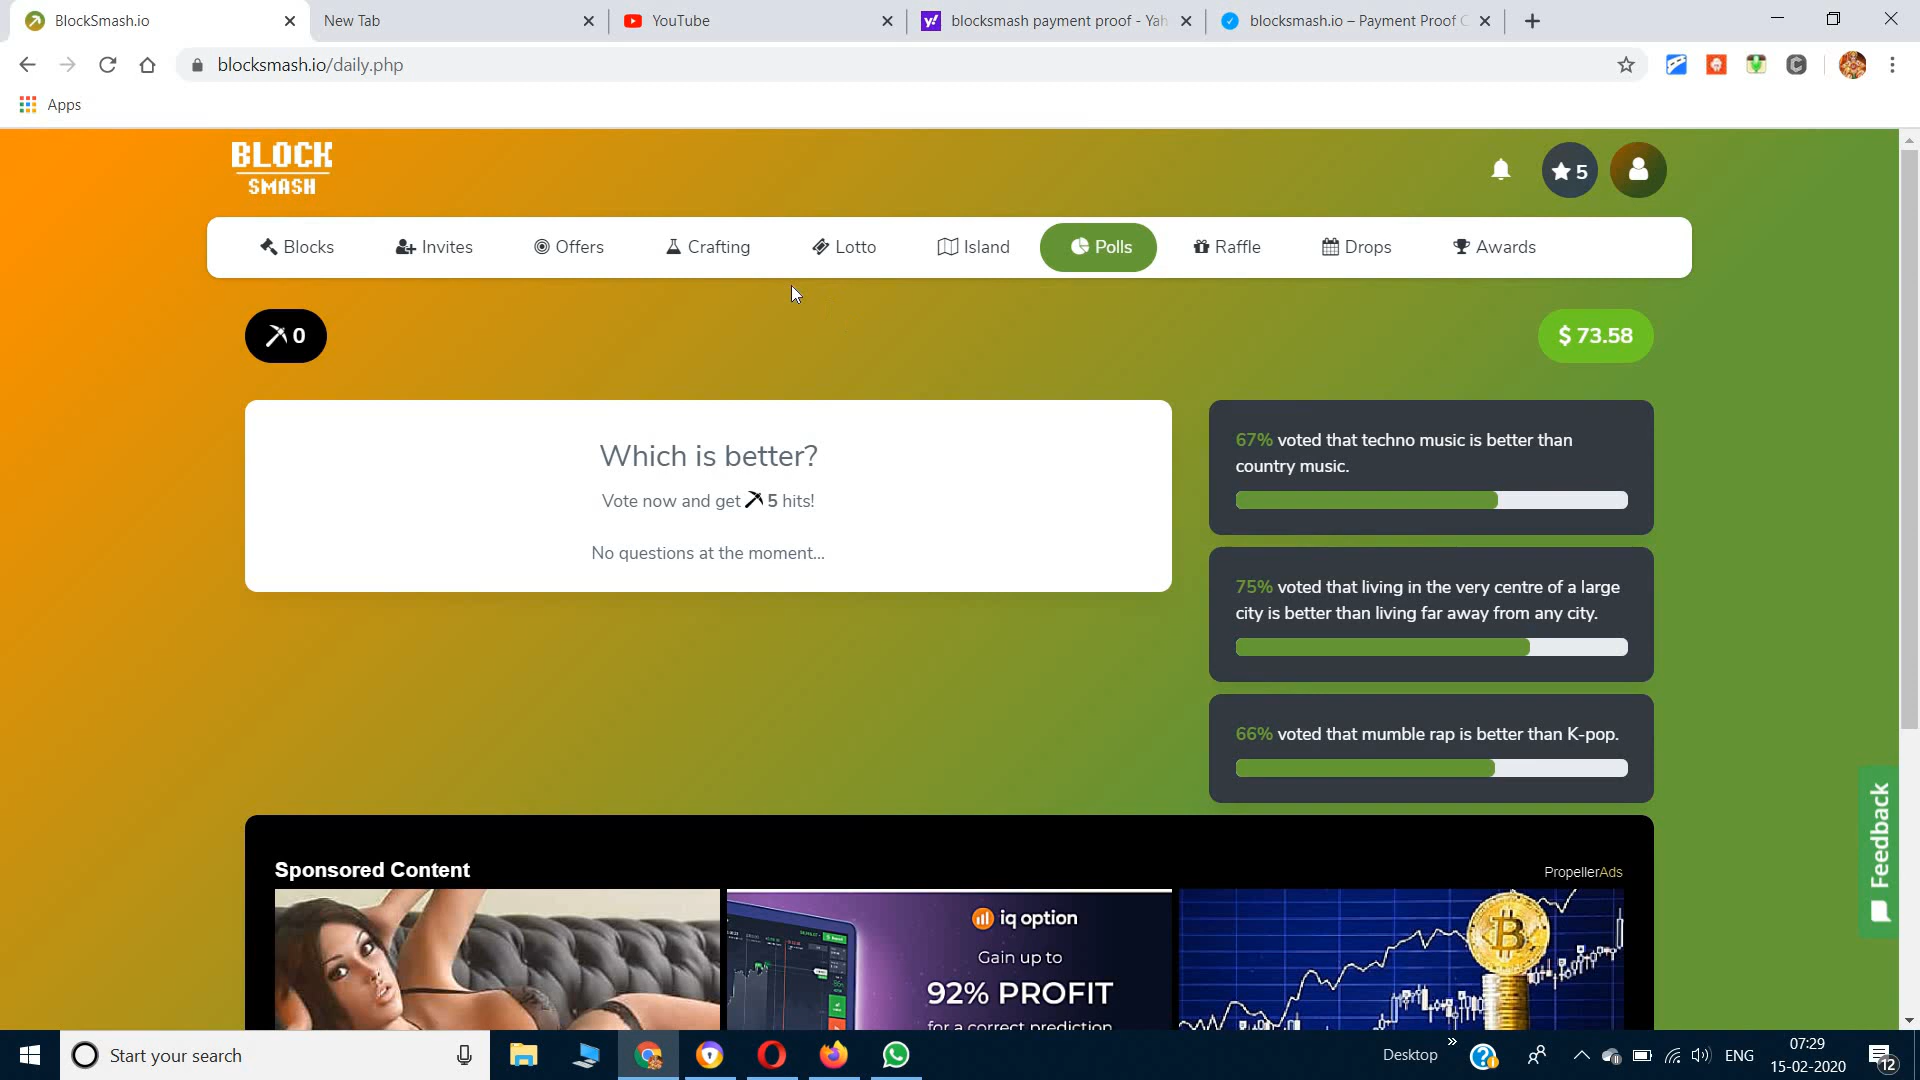 BlockSmash.io
New Tab
YouTube
blocksmash payment proof - Yah
blocksmash.io – Payment Proof C
blocksmash.io/daily.php
Apps
BLOCK
SMASH
5
Blocks
Invites
Offers
Crafting
Lotto
Island
Polls
Raffle
Drops
Awards
0
$ 73.58
Which is better?
Vote now and get 5 hits!
No questions at the moment...
67% voted that techno music is better than
country music.
75% voted that living in the very centre of a large
city is better than living far away from any city.
66% voted that mumble rap is better than K-pop.
Feedback
Sponsored Content
PropellerAds
iq option
Gain up to
92% PROFIT
for a correct prediction
Start your search
Desktop
ENG
07:29
15-02-2020
12